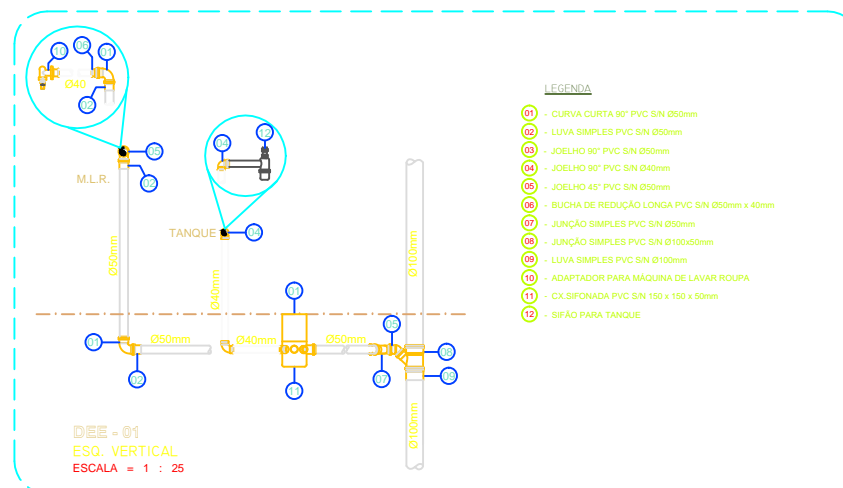 10
06
01
Ø40
02
05
02
M.L.R.
04
12
TANQUE
04
Ø50mm
Ø40mm
Ø100mm
01
01
Ø50mm
02
Ø40mm
Ø50mm
05
11
07
08
09
Ø100mm
DEE - 01
ESQ. VERTICAL
ESCALA = 1 : 25
LEGENDA
01 - CURVA CURTA 90° PVC S/N Ø50mm
02 - LUVA SIMPLES PVC S/N Ø50mm
03 - JOELHO 90° PVC S/N Ø50mm
04 - JOELHO 90° PVC S/N Ø40mm
05 - JOELHO 45° PVC S/N Ø50mm
06 - BUCHA DE REDUÇÃO LONGA PVC S/N Ø50mm x 40mm
07 - JUNÇÃO SIMPLES PVC S/N Ø50mm
08 - JUNÇÃO SIMPLES PVC S/N Ø100x50mm
09 - LUVA SIMPLES PVC S/N Ø100mm
10 - ADAPTADOR PARA MÁQUINA DE LAVAR ROUPA
11 - CX.SIFONADA PVC S/N 150 x 150 x 50mm
12 - SIFÃO PARA TANQUE